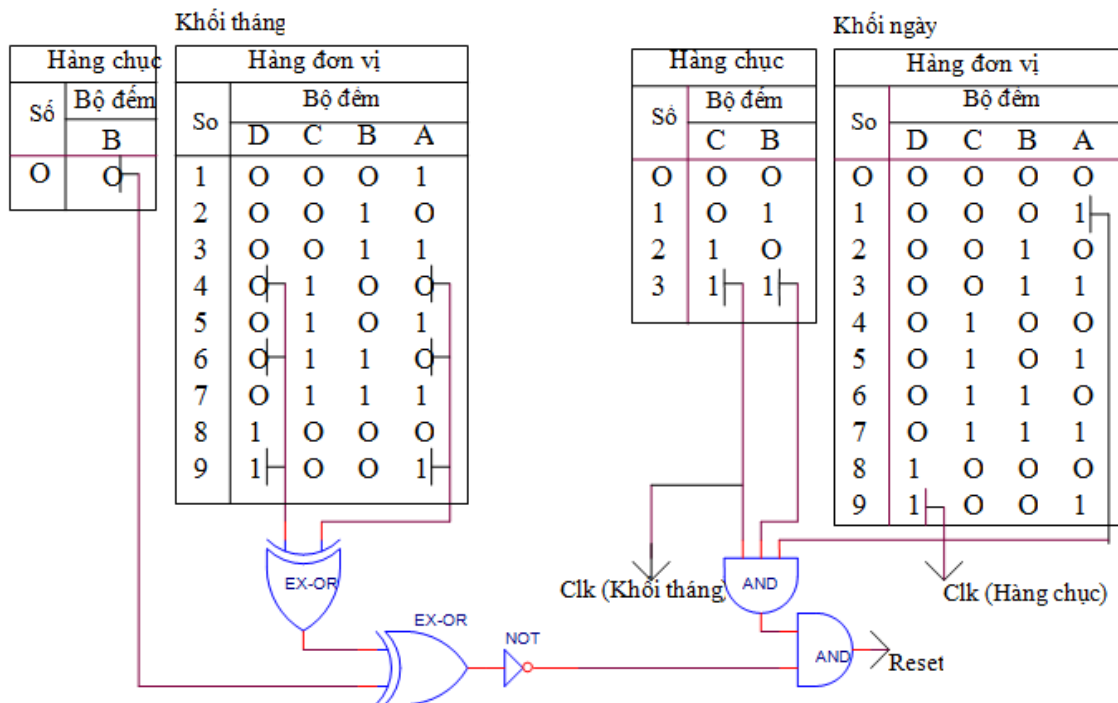 Khối tháng
Hàng chục
Số
Bộ đếm
B
O
O
Hàng đơn vị
So
Bộ đếm
D C B A
1 O O O 1
2 O O 1 O
3 O O 1 1
4 O 1 O O
5 O 1 O 1
6 O 1 1 O
7 O 1 1 1
8 1 O O O
9 1 O O 1
Khối ngày
Hàng chục
Số
Bộ đếm
C B
O O O
1 O 1
2 1 O
3 1 1
Hàng đơn vị
So
Bộ đếm
D C B A
O O O O O
1 O O O 1
2 O O 1 O
3 O O 1 1
4 O 1 O O
5 O 1 O 1
6 O 1 1 O
7 O 1 1 1
8 1 O O O
9 1 O O 1
EX-OR
EX-OR
NOT
Clk (Khối tháng)
AND
Clk (Hàng chục)
AND
Reset